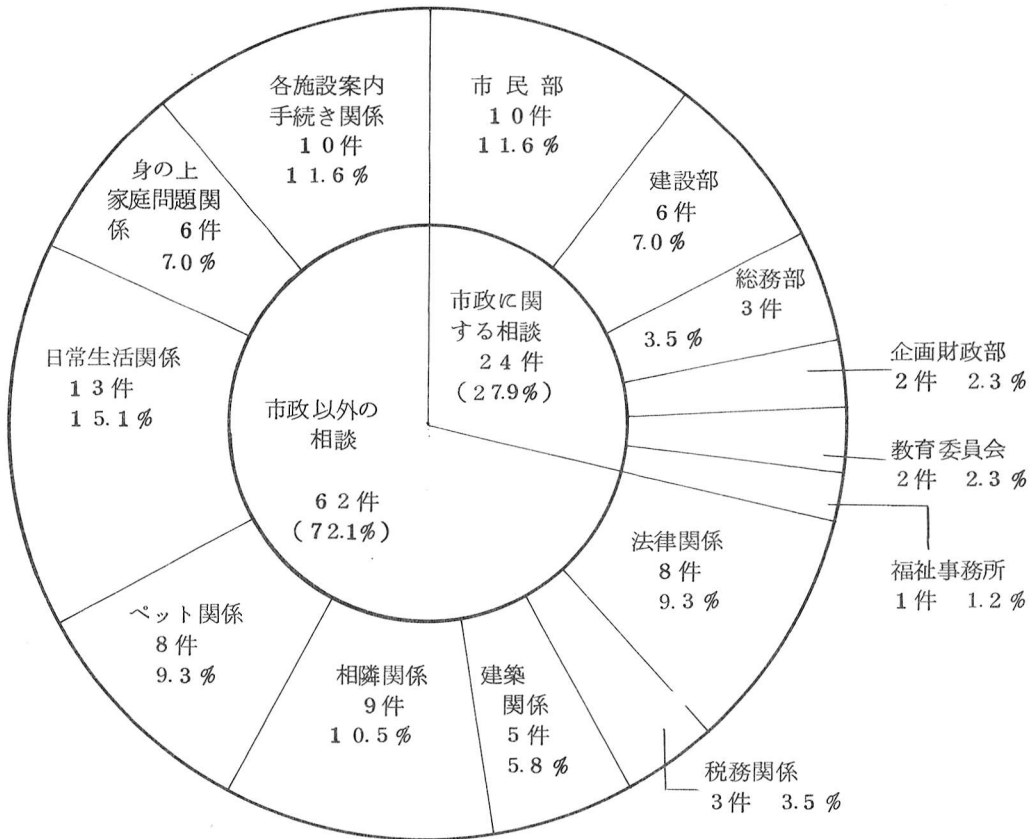 市民部
10件
11.6%
建設部
6件
7.0%
総務部
3件
3.5%
企画財政部
2件 2.3%
教育委員会
2件 2.3%
福祉事務所
1件 1.2%
法律関係
8件
9.3%
税務関係
3件 3.5%
建築
関係
5件
5.8%
相隣関係
9件
10.5%
ペット関係
8件
9.3%
日常生活関係
13件
15.1%
身の上
家庭問題関
係 6件
7.0%
各施設案内
手続き関係
10件
11.6%
市政に関
する相談
24件
(27.9%)
市政以外の
相談
62件
(72.1%)